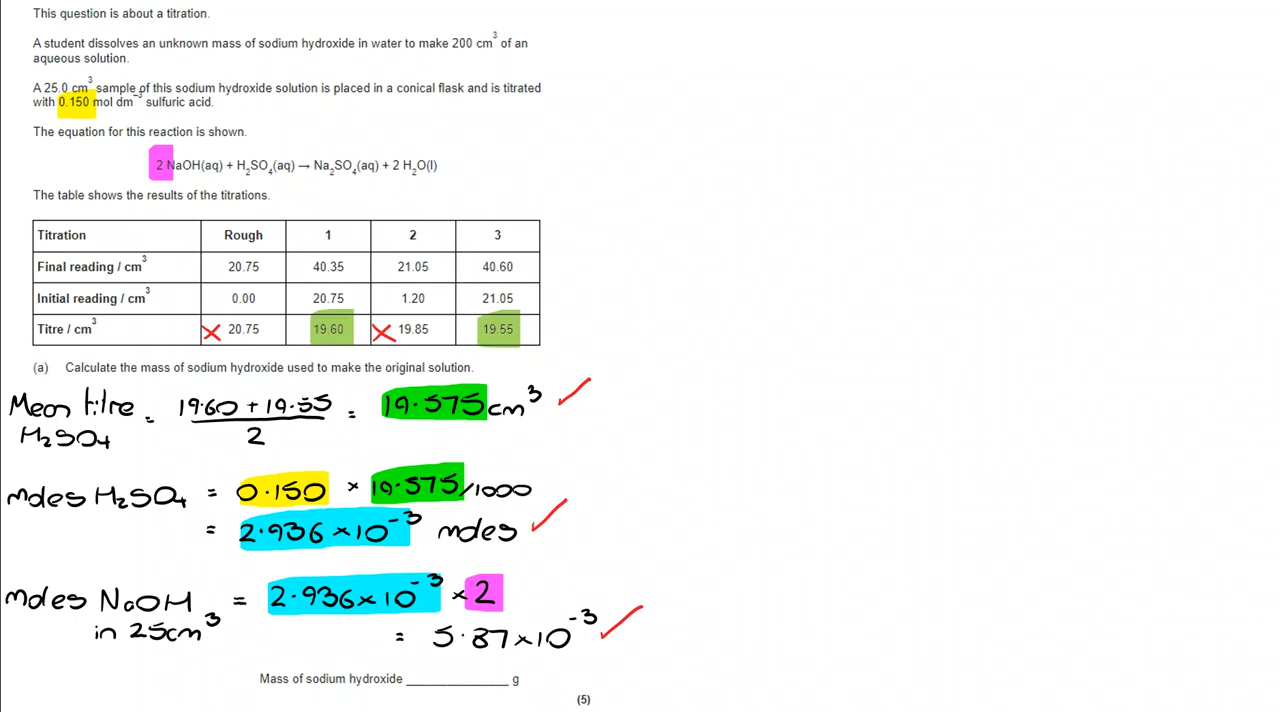 This question is about a titration.
A student dissolves an unknown mass of sodium hydroxide in water to make 200 cm³ of an
aqueous solution.
A 25.0 cm³ sample of this sodium hydroxide solution is placed in a conical flask and is titrated
with 0.150 mol dm⁻³ sulfuric acid.
The equation for this reaction is shown.
2 NaOH(aq) + H₂SO₄(aq) → Na₂SO₄(aq) + 2 H₂O(l)
The table shows the results of the titrations.
Titration Rough 1 2 3
Final reading / cm³ 20.75 40.35 21.05 40.60
Initial reading / cm³ 0.00 20.75 1.20 21.05
Titre / cm³ 20.75 19.60 19.85 19.55
(a) Calculate the mass of sodium hydroxide used to make the original solution.
Mean titre H₂SO₄ = 19.60 + 19.55 / 2 = 19.575 cm³
moles H₂SO₄ = 0.150 × 19.575/1000
= 2.936 × 10⁻³ moles
moles NaOH = 2.936 × 10⁻³ × 2
in 25cm³
= 5.87 × 10⁻³
Mass of sodium hydroxide _______________ g
(5)